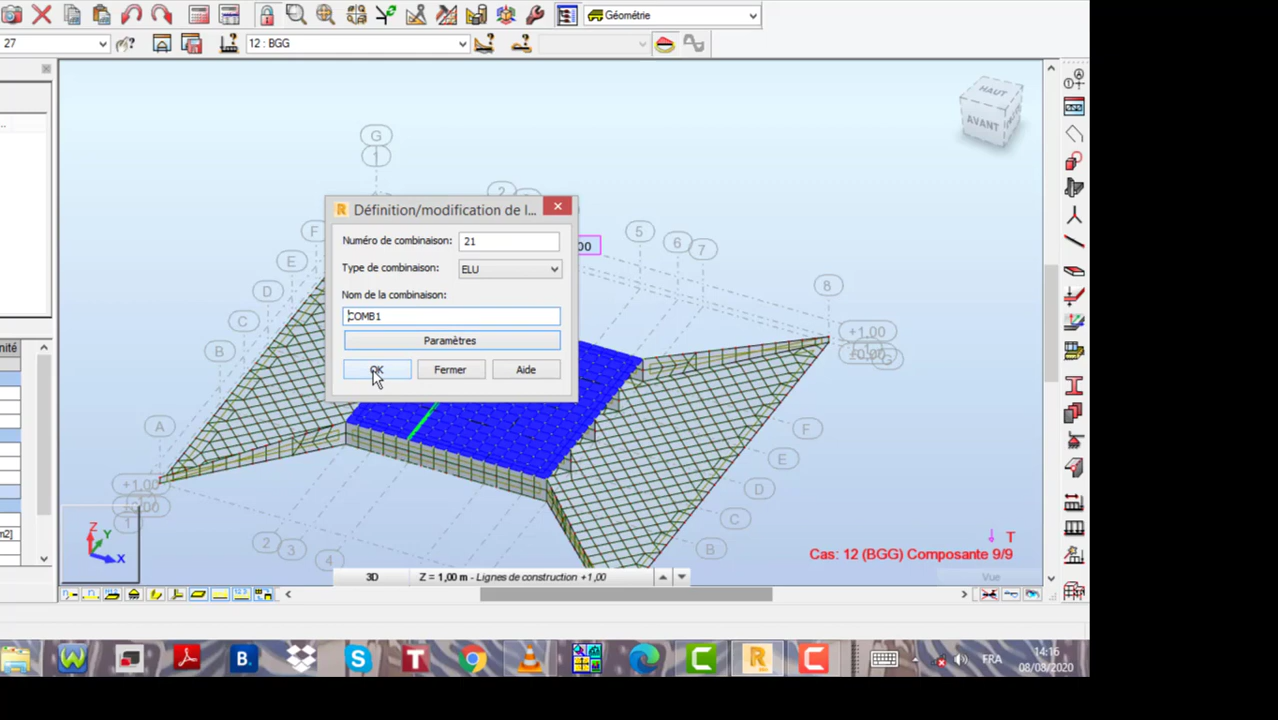 Géométrie
27
12 : BGG
HAUT
AVANT
G
1
2
F
5
6
7
8
E
D
C
B
A
Définition/modification de l...
Numéro de combinaison: 21
Type de combinaison: ELU
Nom de la combinaison:
COMB1
Paramètres
OK
Fermer
Aide
00
+1,00
±0,00
G
nité
F
E
D
C
B
+1,00
±0,00
1
2
3
4
m2]
Z
Y
X
T
Cas: 12 (BGG) Composante 9/9
3D
Z = 1,00 m - Lignes de construction +1,00
Vue
FRA
14:16
08/08/2020